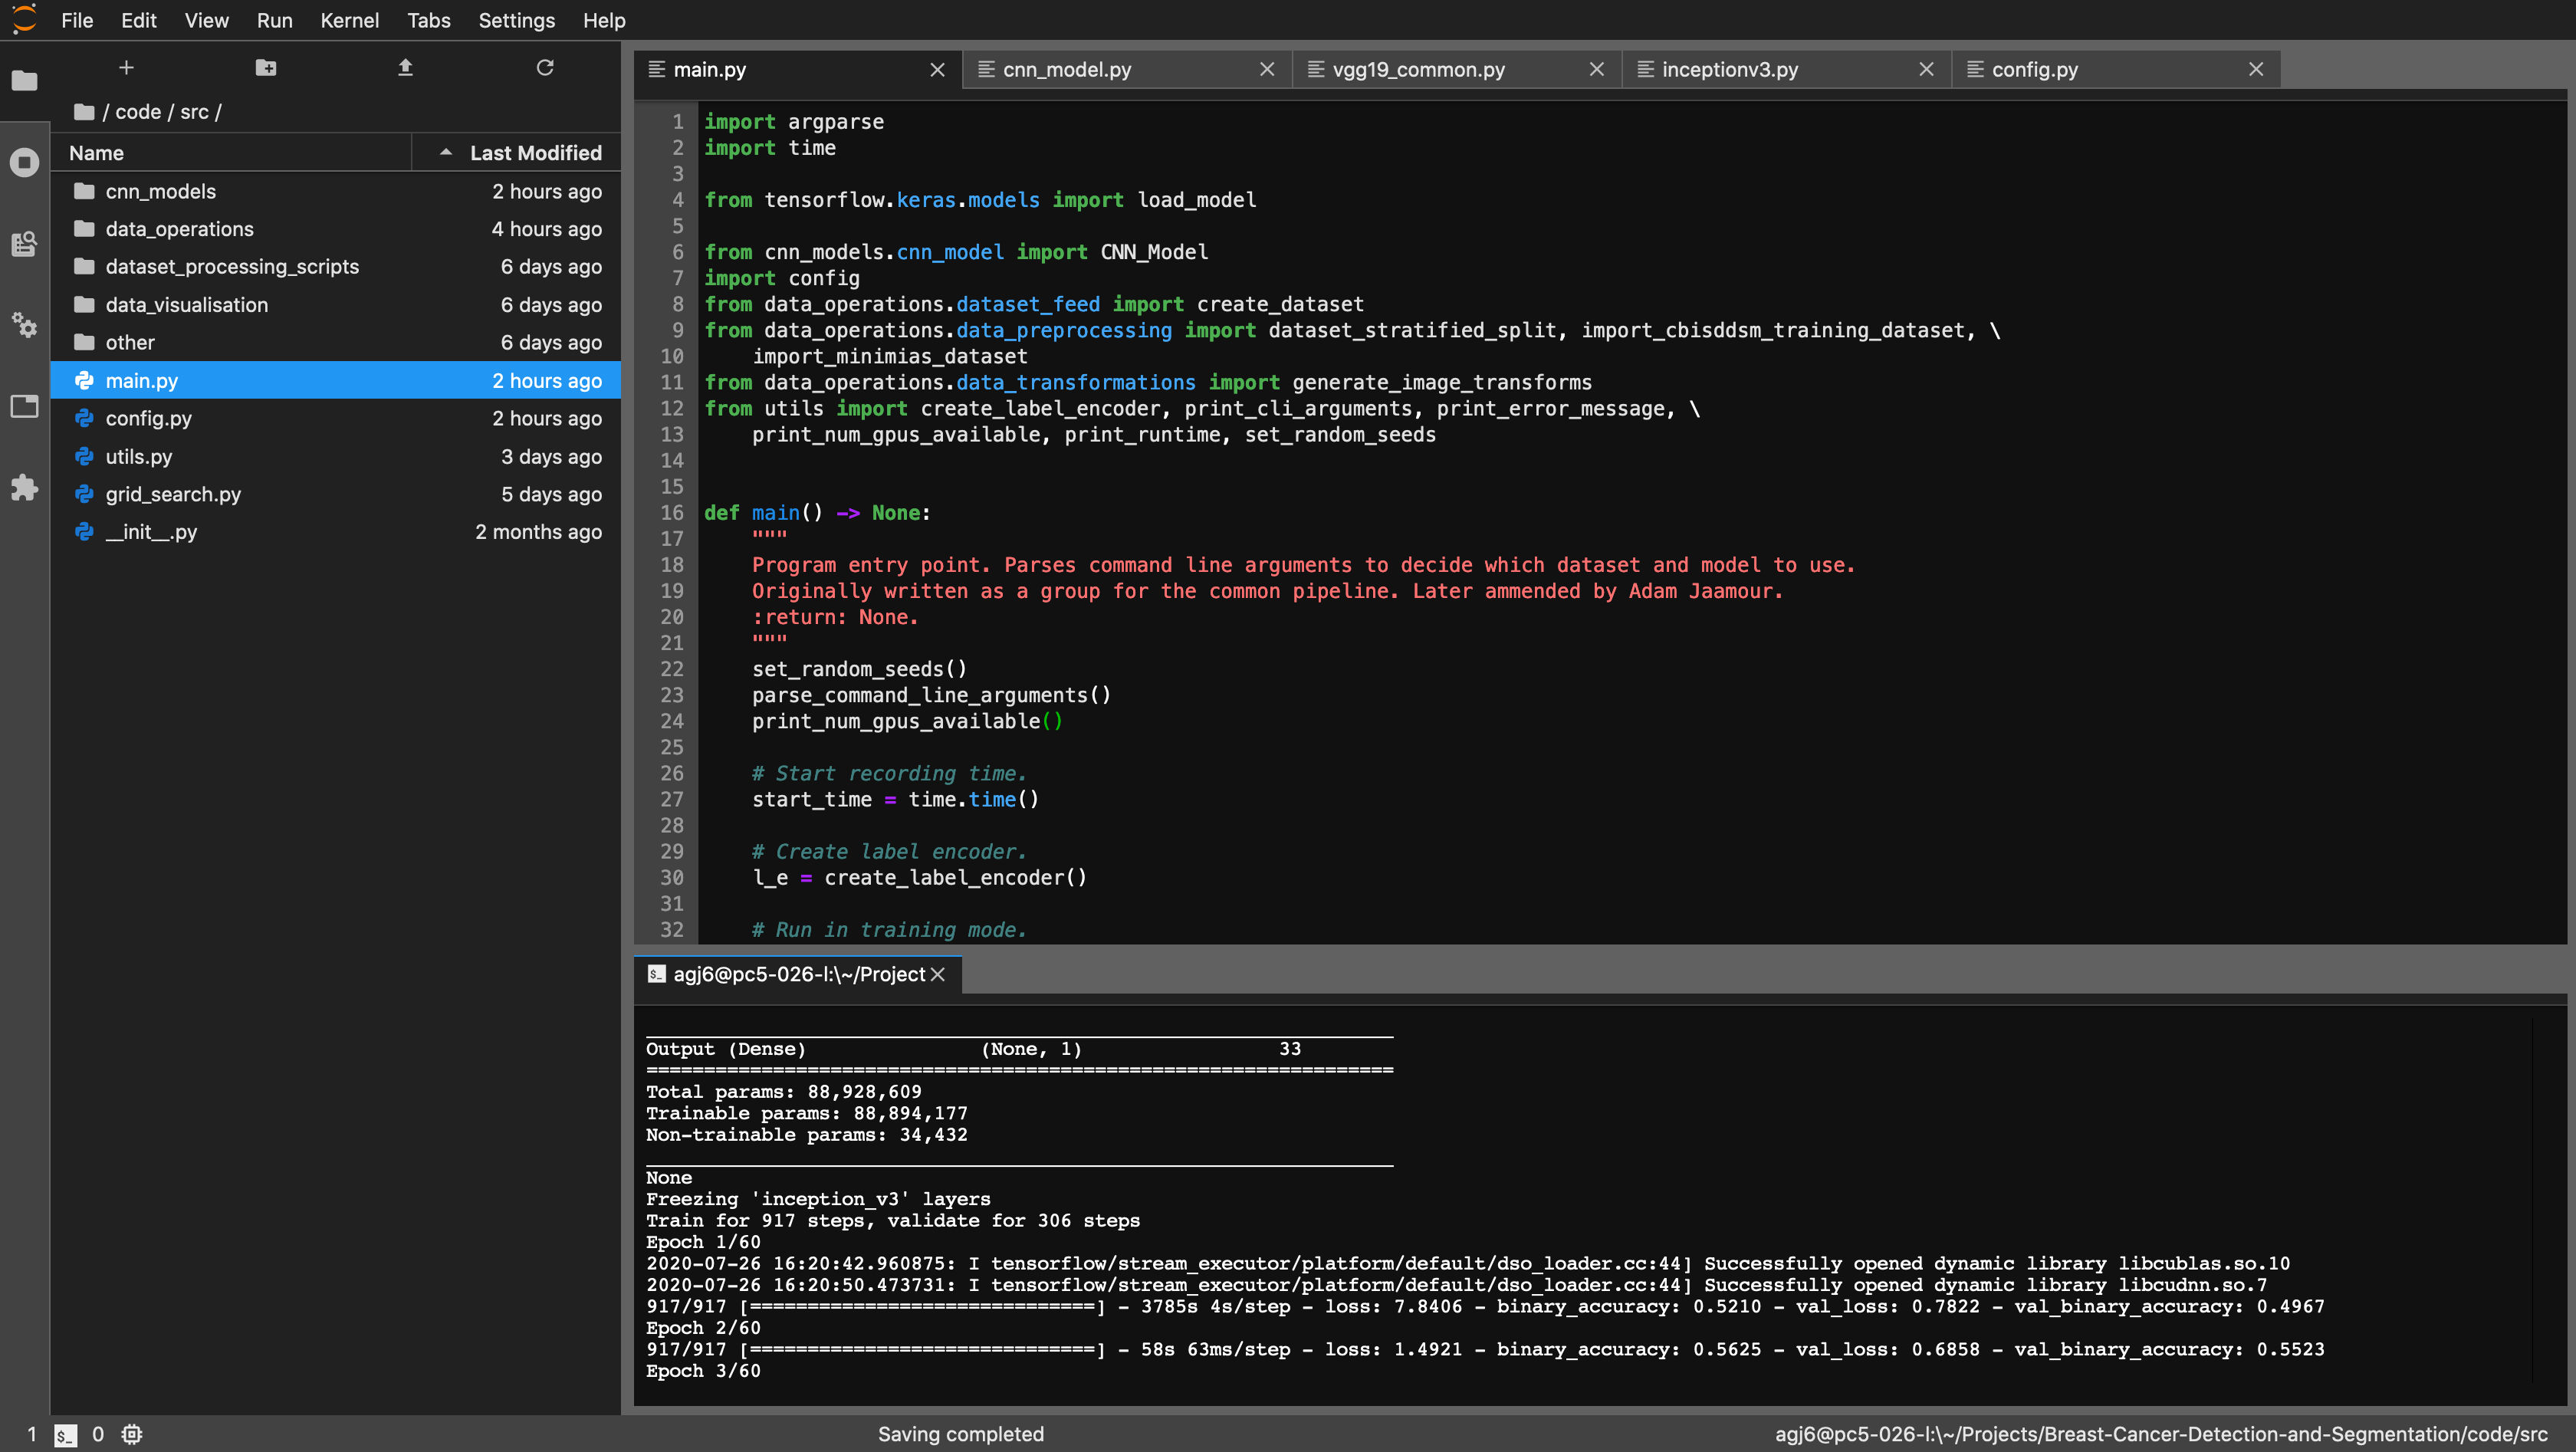 File Edit View Run Kernel Tabs Settings Help
/ code / src /
Name Last Modified
cnn_models 2 hours ago
data_operations 4 hours ago
dataset_processing_scripts 6 days ago
data_visualisation 6 days ago
other 6 days ago
main.py 2 hours ago
config.py 2 hours ago
utils.py 3 days ago
grid_search.py 5 days ago
__init__.py 2 months ago
main.py cnn_model.py vgg19_common.py inceptionv3.py config.py
1 import argparse
2 import time
3
4 from tensorflow.keras.models import load_model
5
6 from cnn_models.cnn_model import CNN_Model
7 import config
8 from data_operations.dataset_feed import create_dataset
9 from data_operations.data_preprocessing import dataset_stratified_split, import_cbisddsm_training_dataset, \
10     import_minimias_dataset
11 from data_operations.data_transformations import generate_image_transforms
12 from utils import create_label_encoder, print_cli_arguments, print_error_message, \
13     print_num_gpus_available, print_runtime, set_random_seeds
14
15
16 def main() -> None:
17     """
18     Program entry point. Parses command line arguments to decide which dataset and model to use.
19     Originally written as a group for the common pipeline. Later ammended by Adam Jaamour.
20     :return: None.
21     """
22     set_random_seeds()
23     parse_command_line_arguments()
24     print_num_gpus_available()
25
26     # Start recording time.
27     start_time = time.time()
28
29     # Create label encoder.
30     l_e = create_label_encoder()
31
32     # Run in training mode.
$_ agj6@pc5-026-l:\~/Project
Output (Dense) (None, 1) 33
=================================================================
Total params: 88,928,609
Trainable params: 88,894,177
Non-trainable params: 34,432
_________________________________________________________________
None
Freezing 'inception_v3' layers
Train for 917 steps, validate for 306 steps
Epoch 1/60
2020-07-26 16:20:42.960875: I tensorflow/stream_executor/platform/default/dso_loader.cc:44] Successfully opened dynamic library libcublas.so.10
2020-07-26 16:20:50.473731: I tensorflow/stream_executor/platform/default/dso_loader.cc:44] Successfully opened dynamic library libcudnn.so.7
917/917 [==============================] - 3785s 4s/step - loss: 7.8406 - binary_accuracy: 0.5210 - val_loss: 0.7822 - val_binary_accuracy: 0.4967
Epoch 2/60
917/917 [==============================] - 58s 63ms/step - loss: 1.4921 - binary_accuracy: 0.5625 - val_loss: 0.6858 - val_binary_accuracy: 0.5523
Epoch 3/60
1 $_ 0 Saving completed agj6@pc5-026-l:\~/Projects/Breast-Cancer-Detection-and-Segmentation/code/src